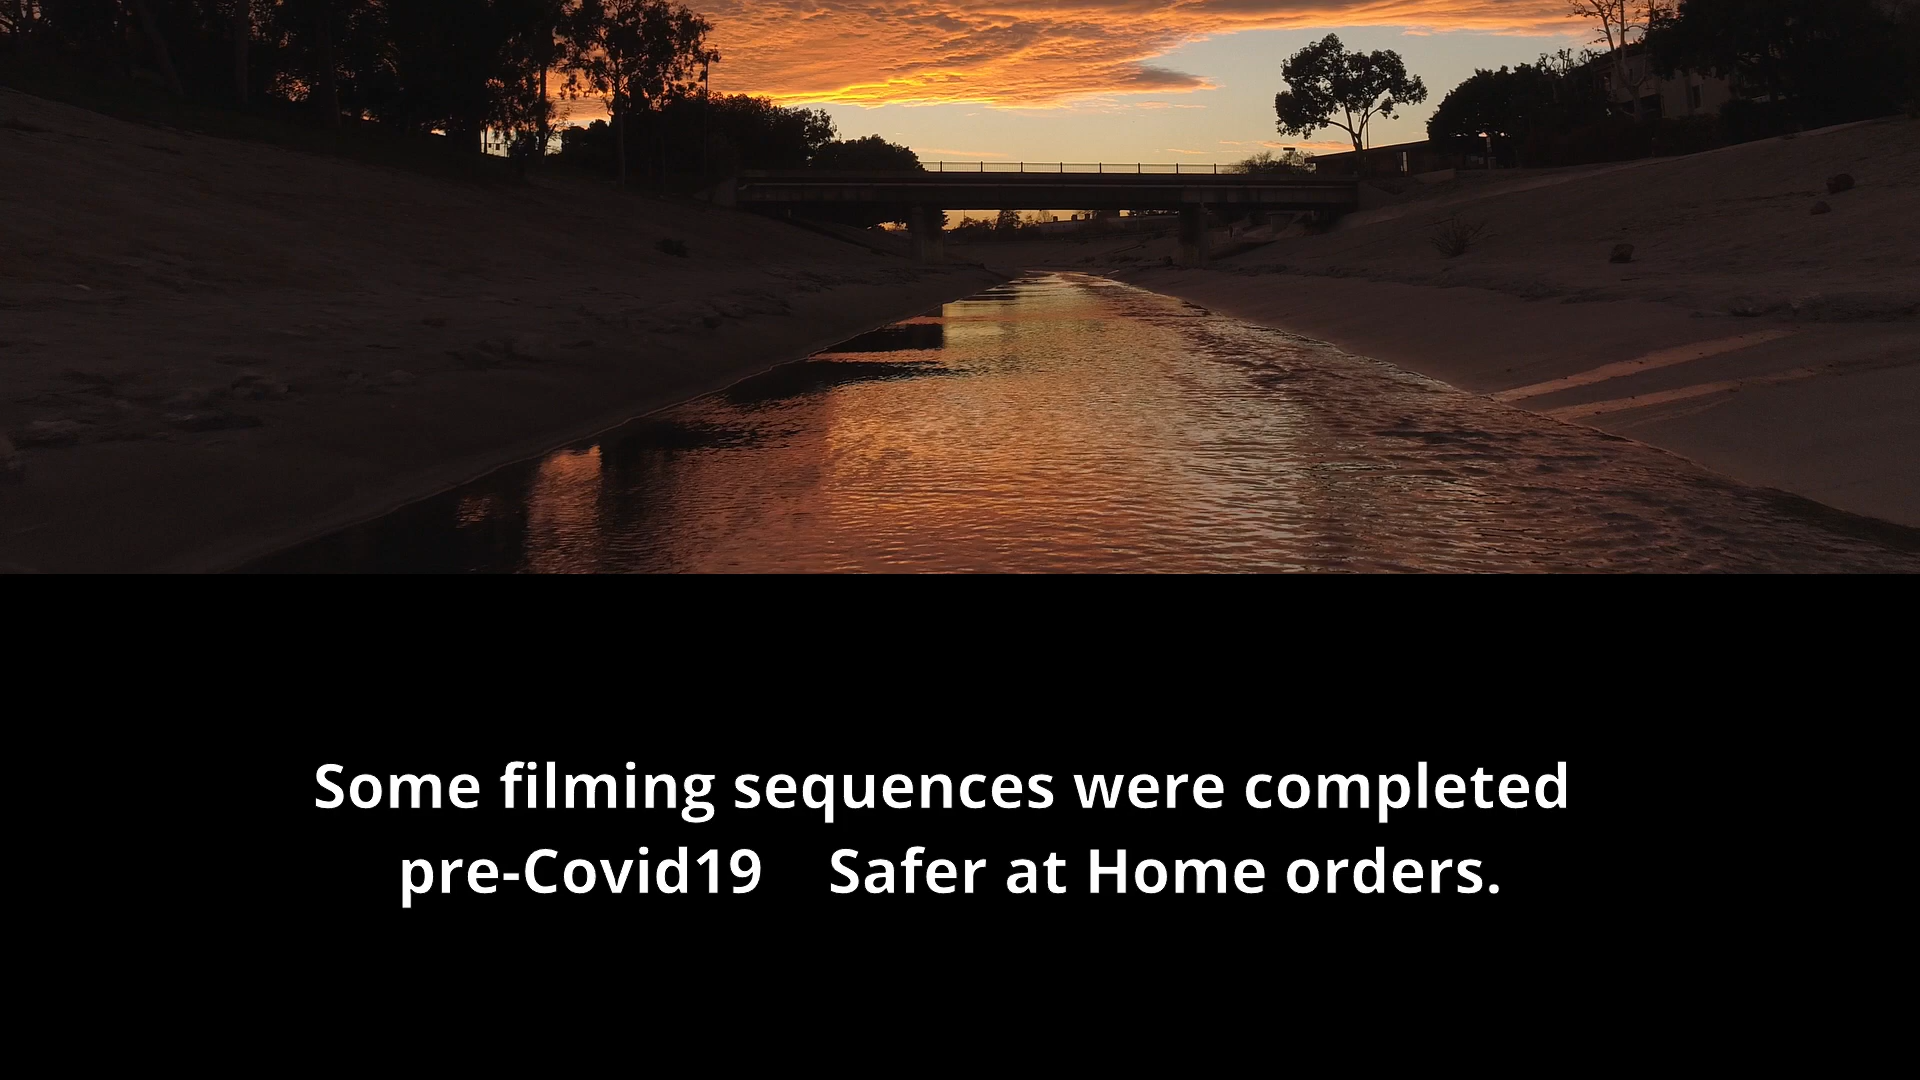 Some filming sequences were completed
pre-Covid19    Safer at Home orders.